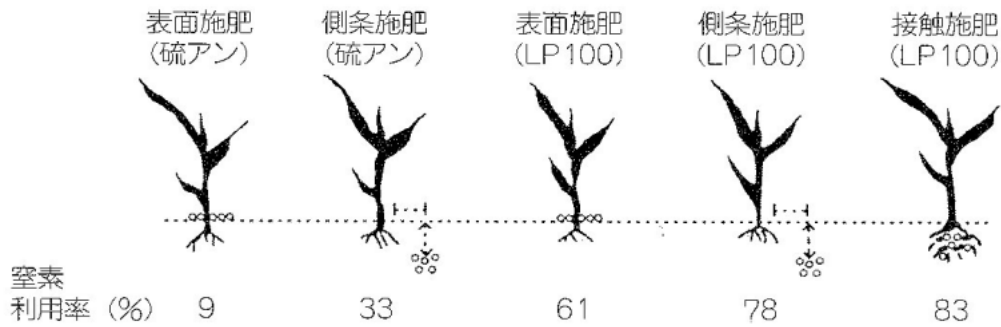 表面施肥 側条施肥 表面施肥 側条施肥 接触施肥
(硫アン) (硫アン) (LP100) (LP100) (LP100)
窒素
利用率 (%) 9 33 61 78 83